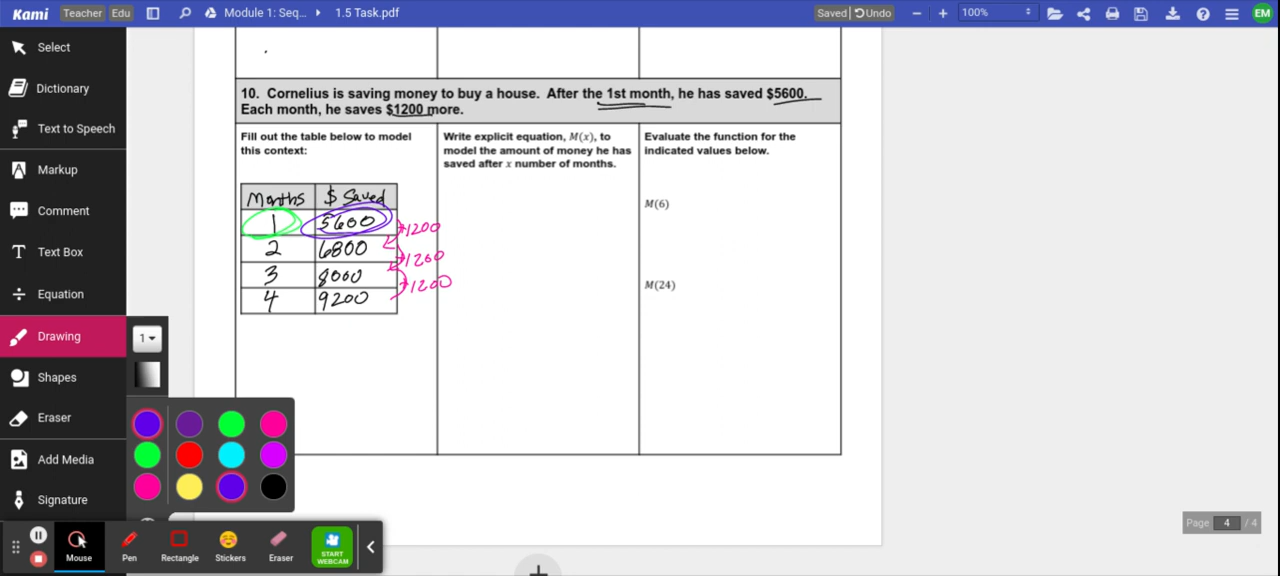 Kami Teacher Edu Module 1: Seq... 1.5 Task.pdf Saved Undo 100% EM
Select
Dictionary
Text to Speech
Markup
Comment
Text Box
Equation
Drawing
1
Shapes
Eraser
Add Media
Signature
10. Cornelius is saving money to buy a house. After the 1st month, he has saved $5600.
Each month, he saves $1200 more.
Fill out the table below to model
this context:
Months $ Saved
1 5600
+1200
2 6800
+1200
3 8000
+1200
4 9200
Write explicit equation, M(x), to
model the amount of money he has
saved after x number of months.
Evaluate the function for the
indicated values below.
M(6)
M(24)
Page 4 / 4
Mouse Pen Rectangle Stickers Eraser START
WEBCAM